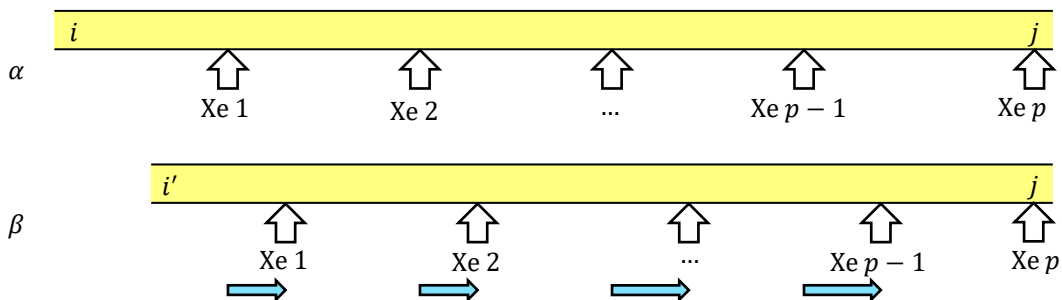 i j
α
Xe 1 Xe 2 ... Xe p − 1 Xe p
i′ j
β
Xe 1 Xe 2 ... Xe p − 1 Xe p